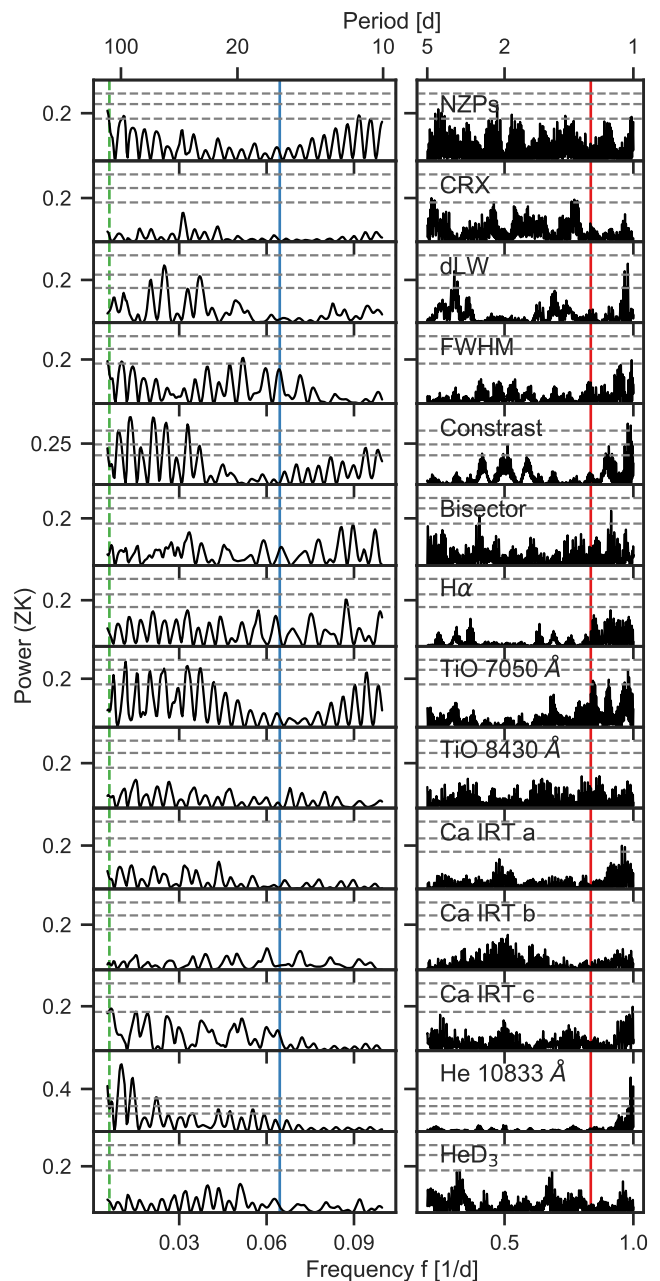 Period [d]
100 20 10 5 2 1
0.2 NZPs
0.2 CRX
0.2 dLW
0.2 FWHM
0.25 Constrast
0.2 Bisector
0.2 Hα
0.2 TiO 7050 Å
0.2 TiO 8430 Å
0.2 Ca IRT a
0.2 Ca IRT b
0.2 Ca IRT c
0.4 He 10833 Å
0.2 HeD₃
Power (ZK)
0.03 0.06 0.09 0.5 1.0
Frequency f [1/d]